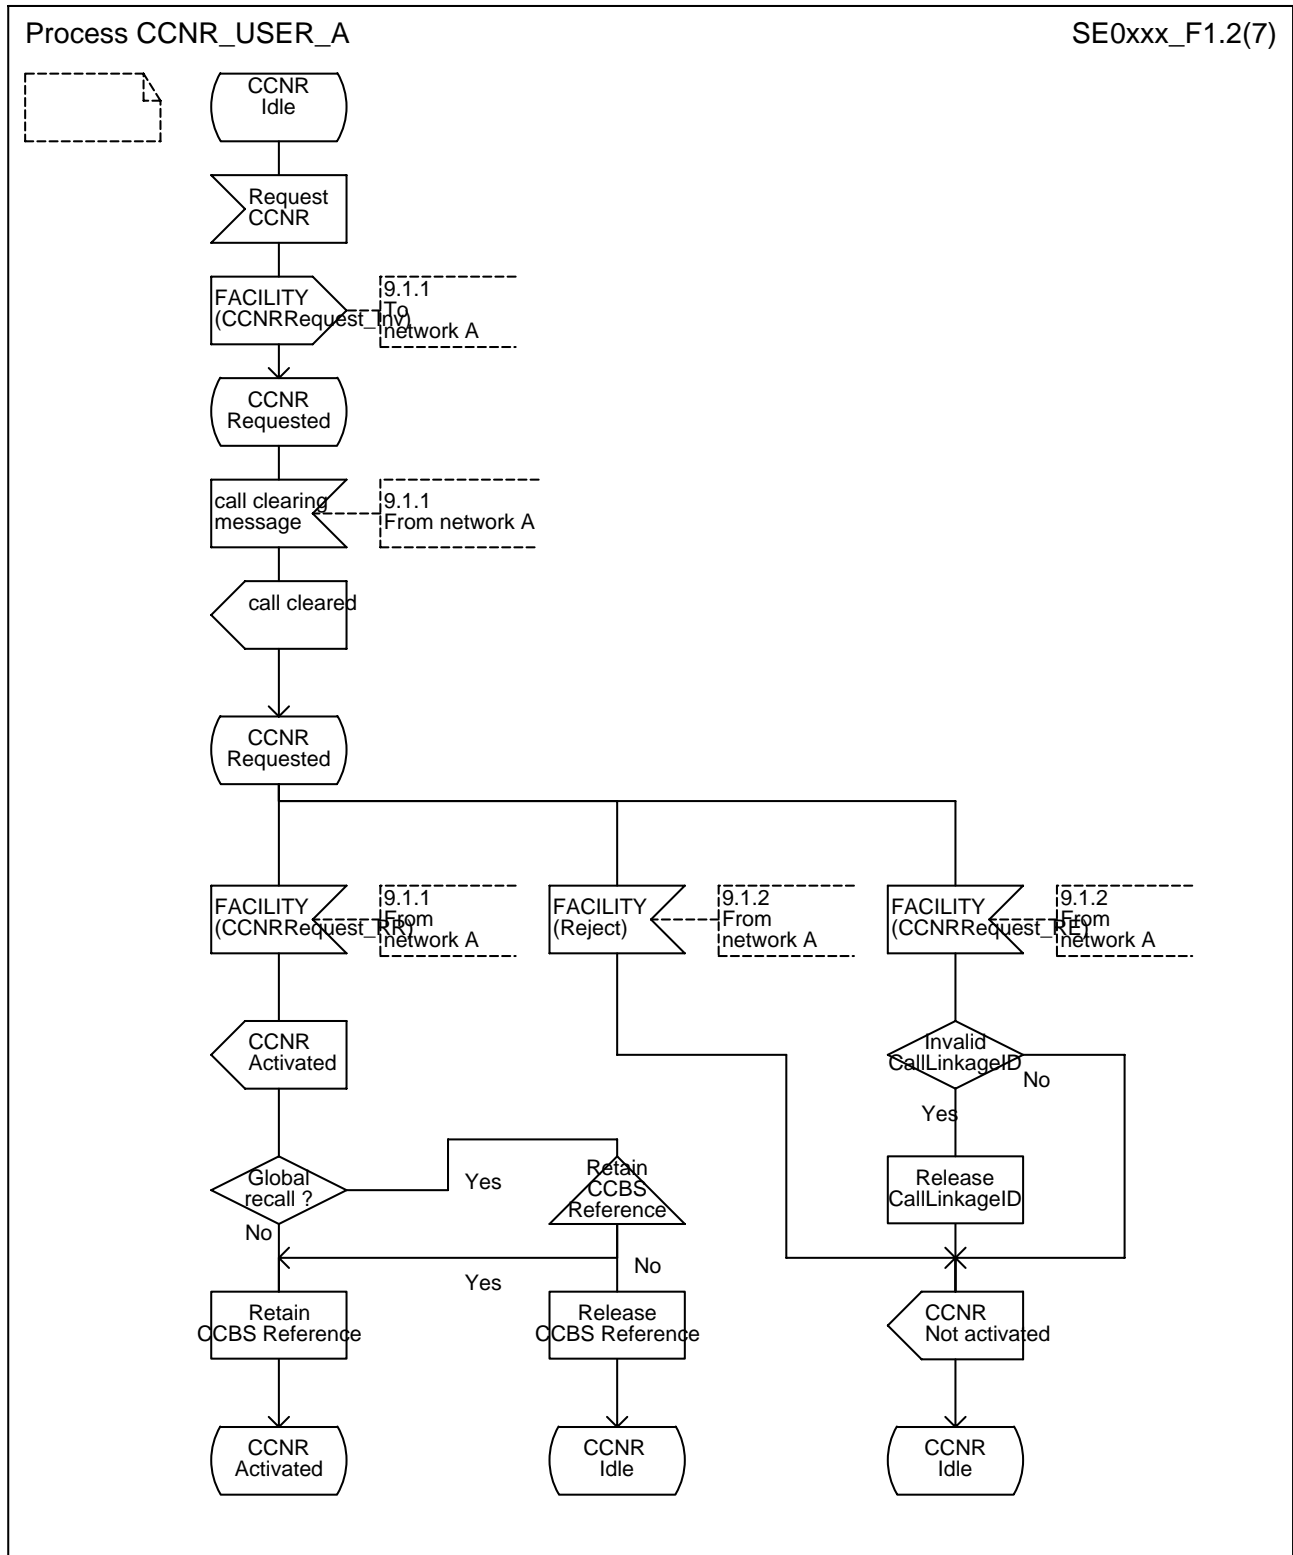 Process CCNR_USER_A
SE0xxx_F1.2(7)
CCNR
Idle
Request
CCNR
FACILITY
(CCNRRequest_Inv)
9.1.1
To
network A
CCNR
Requested
call clearing
message
9.1.1
From network A
call cleared
CCNR
Requested
FACILITY
(CCNRRequest_RR)
9.1.1
From
network A
FACILITY
(Reject)
9.1.2
From
network A
FACILITY
(CCNRRequest_RE)
9.1.2
From
network A
CCNR
Activated
Invalid
CallLinkageID
No
Yes
Global
recall ?
Yes
No
Retain
CCBS
Reference
Yes
No
Release
CallLinkageID
Retain
CCBS Reference
Release
CCBS Reference
CCNR
Not activated
CCNR
Activated
CCNR
Idle
CCNR
Idle